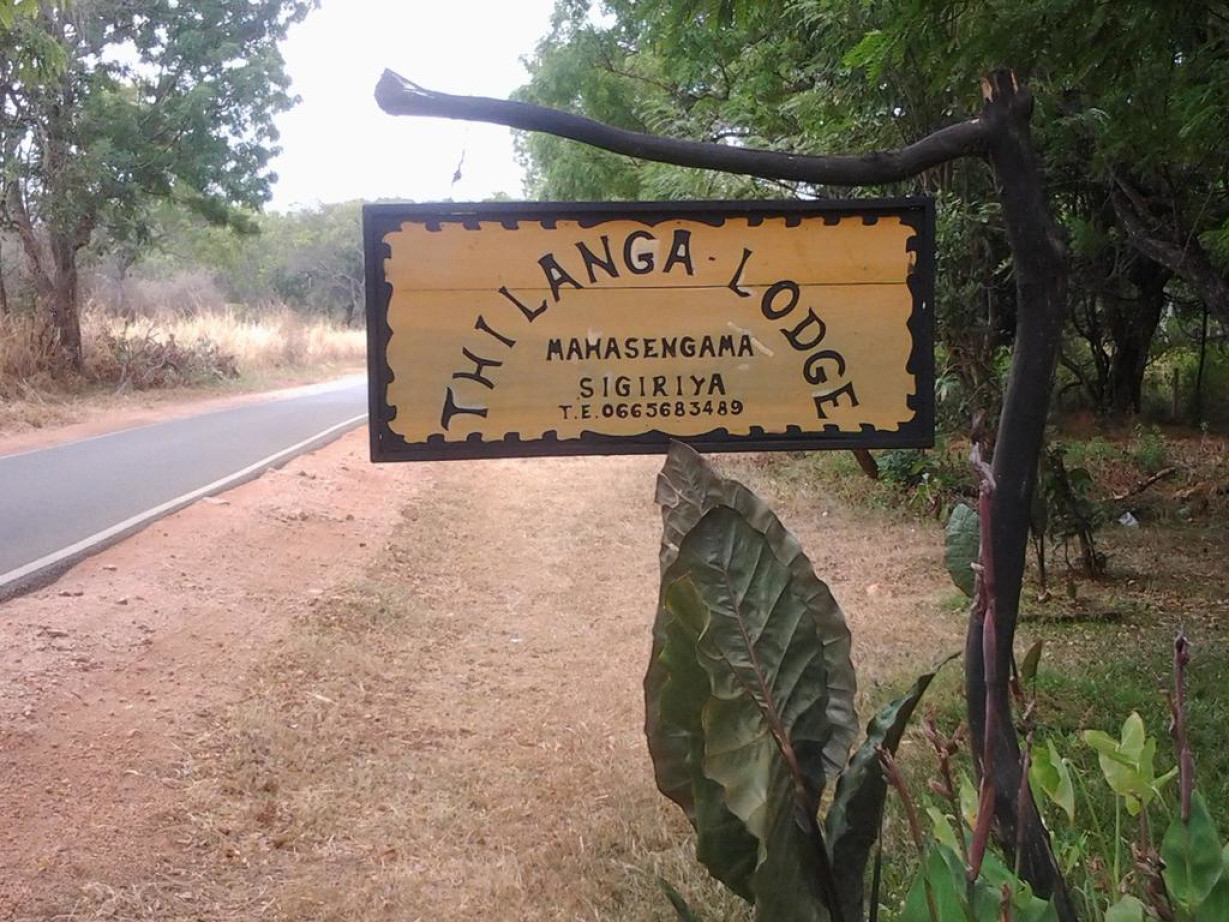 THILANGA LODGE
MAHASENGAMA
SIGIRIYA
T.E.0665683489